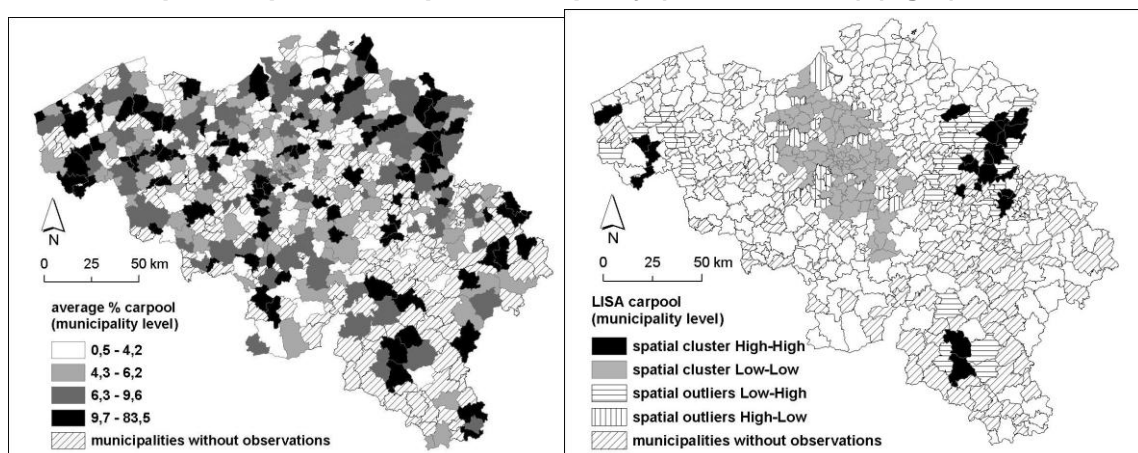 N
0 25 50 km
average % carpool
(municipality level)
0,5 - 4,2
4,3 - 6,2
6,3 - 9,6
9,7 - 83,5
municipalities without observations
N
0 25 50 km
LISA carpool
(municipality level)
spatial cluster High-High
spatial cluster Low-Low
spatial outliers Low-High
spatial outliers High-Low
municipalities without observations